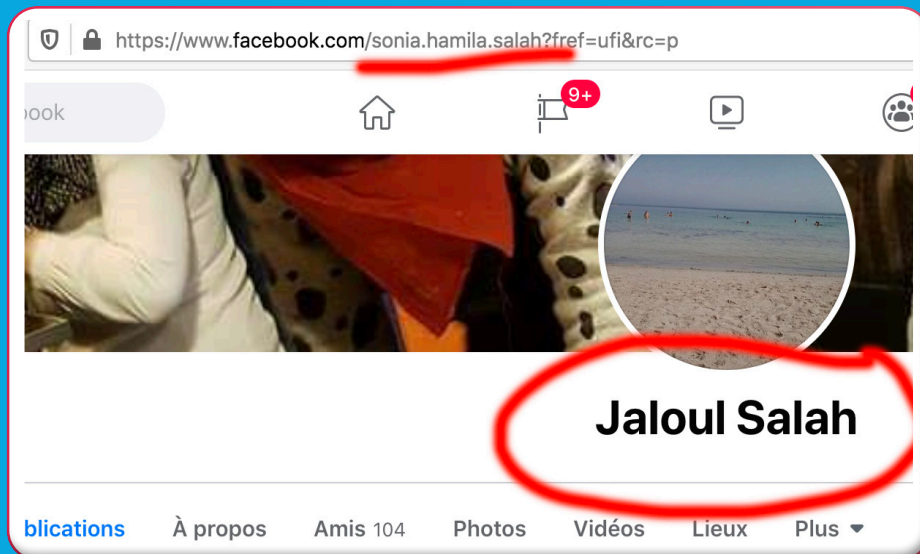 https://www.facebook.com/sonia.hamila.salah?fref=ufi&rc=p
ook
9+
Jaloul Salah
blications À propos Amis 104 Photos Vidéos Lieux Plus